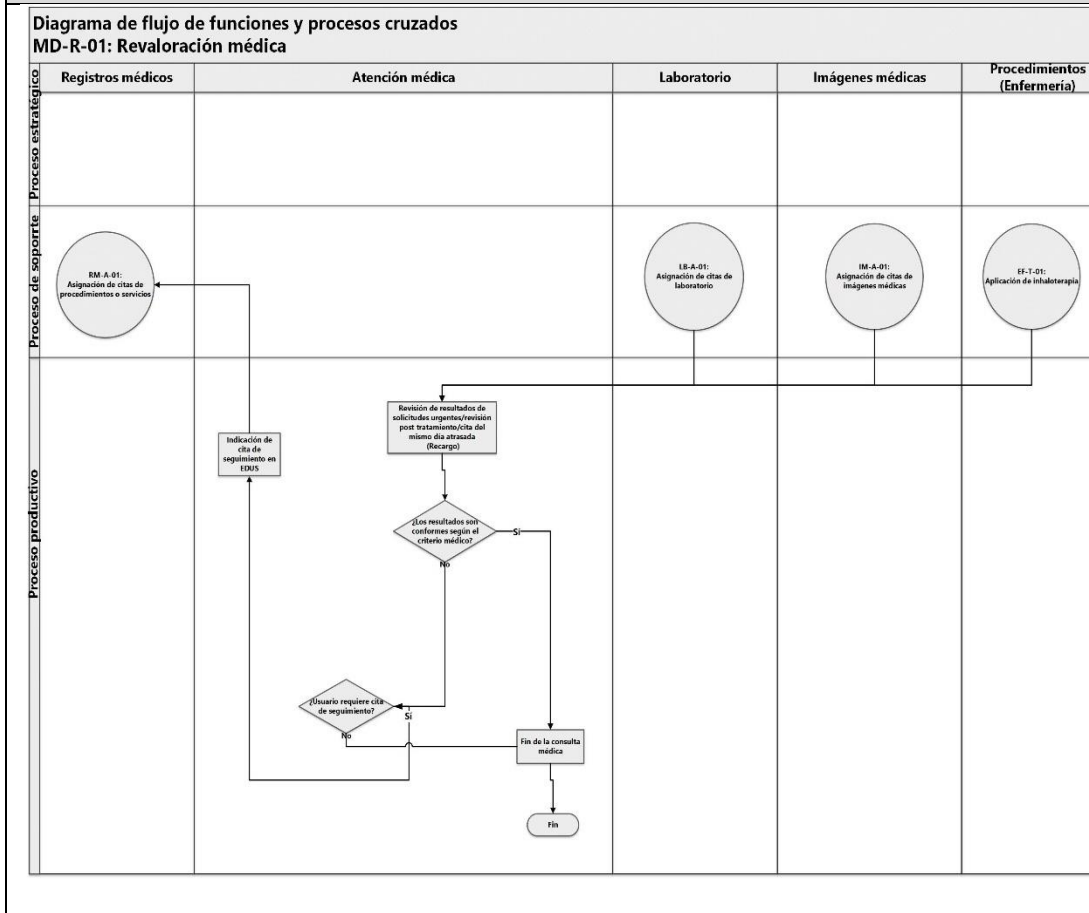 Diagrama de flujo de funciones y procesos cruzados
MD-R-01: Revaloración médica
Registros médicos
Atención médica
Laboratorio
Imágenes médicas
Procedimientos
(Enfermería)
Proceso estratégico
Proceso de soporrte
RM-A-01:
Asignación de citas de
procedimientos o servicios
LB-A-01:
Asignación de citas de
laboratorio
IM-A-01:
Asignación de citas de
imágenes médicas
EF-T-01:
Aplicación de inhaloterapia
Proceso productivo
Revisión de resultados de
solicitudes urgentes/revisión
post tratamiento/cita del
mismo día atrasada
(Recargo)
Indicación de
cita de
seguimiento en
EDUS
¿Los resultados son
conformes según el
criterio médico?
Sí
No
¿Usuario requiere cita
de seguimiento?
Sí
No
Fin de la consulta
médica
Fin